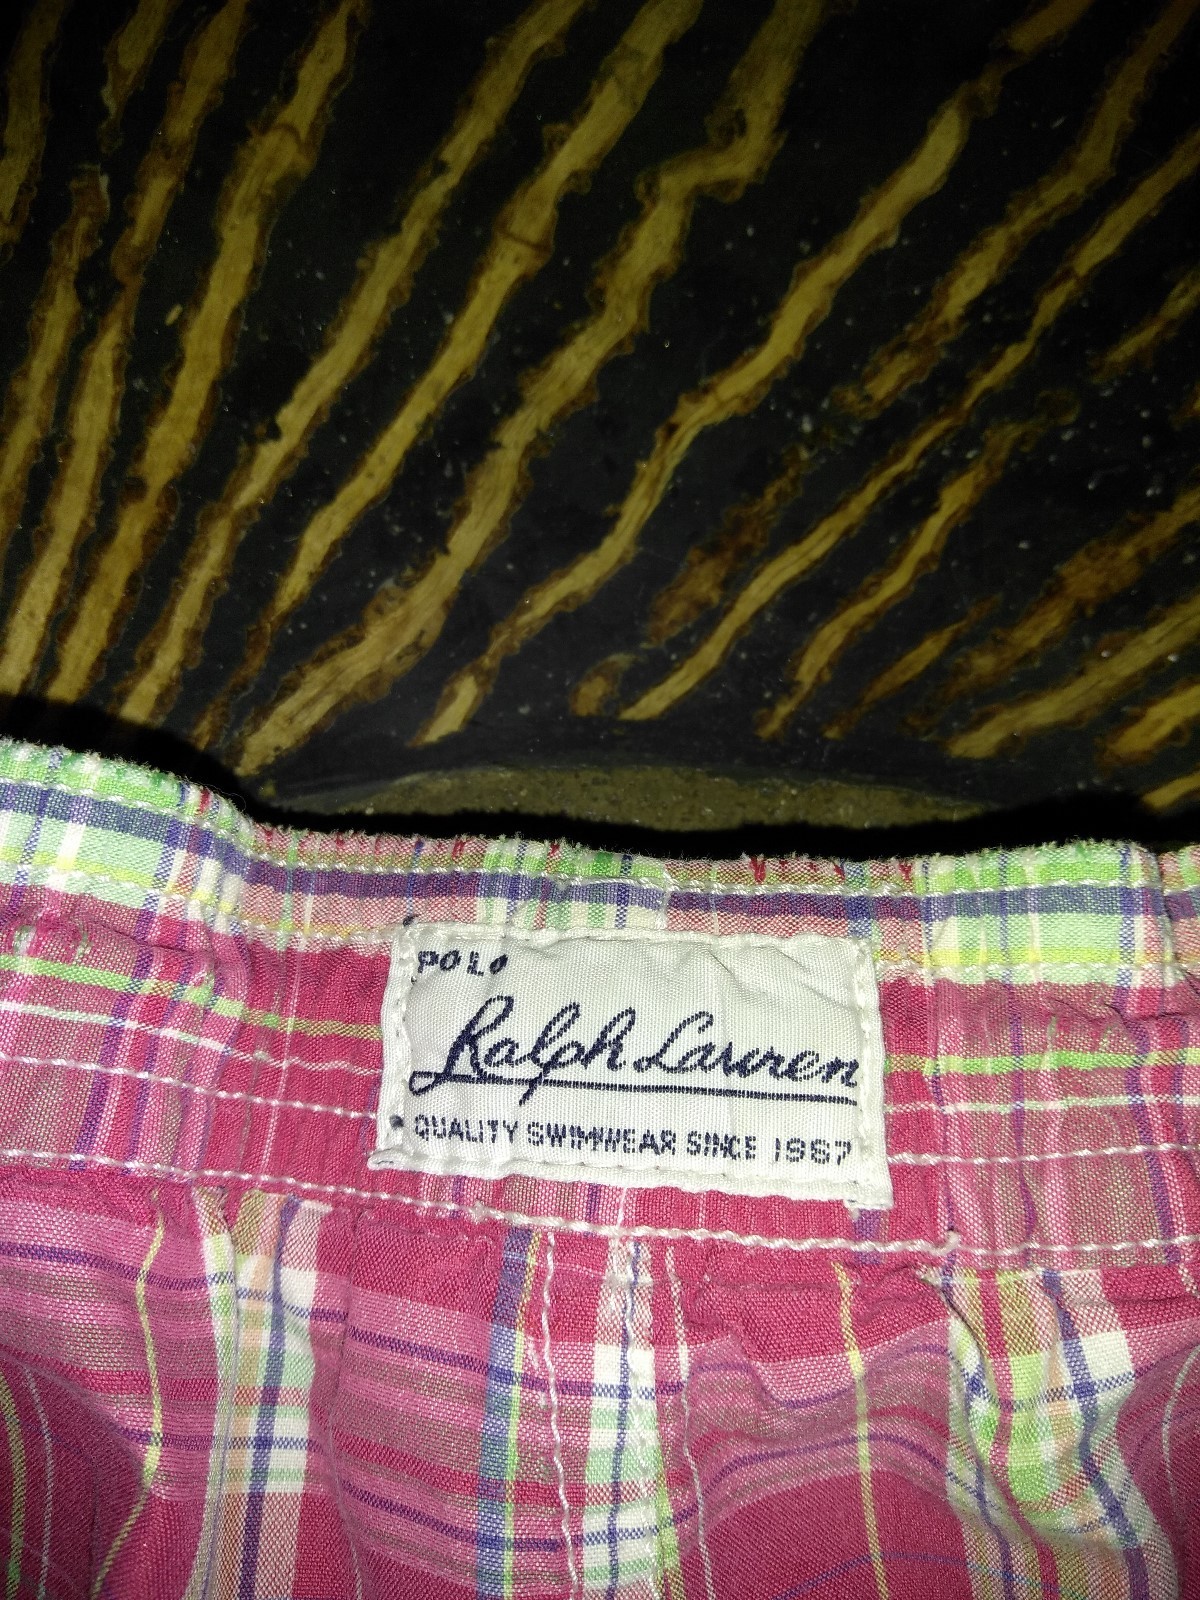 POLO
Ralph Lauren
QUALITY SWIMWEAR SINCE 1967